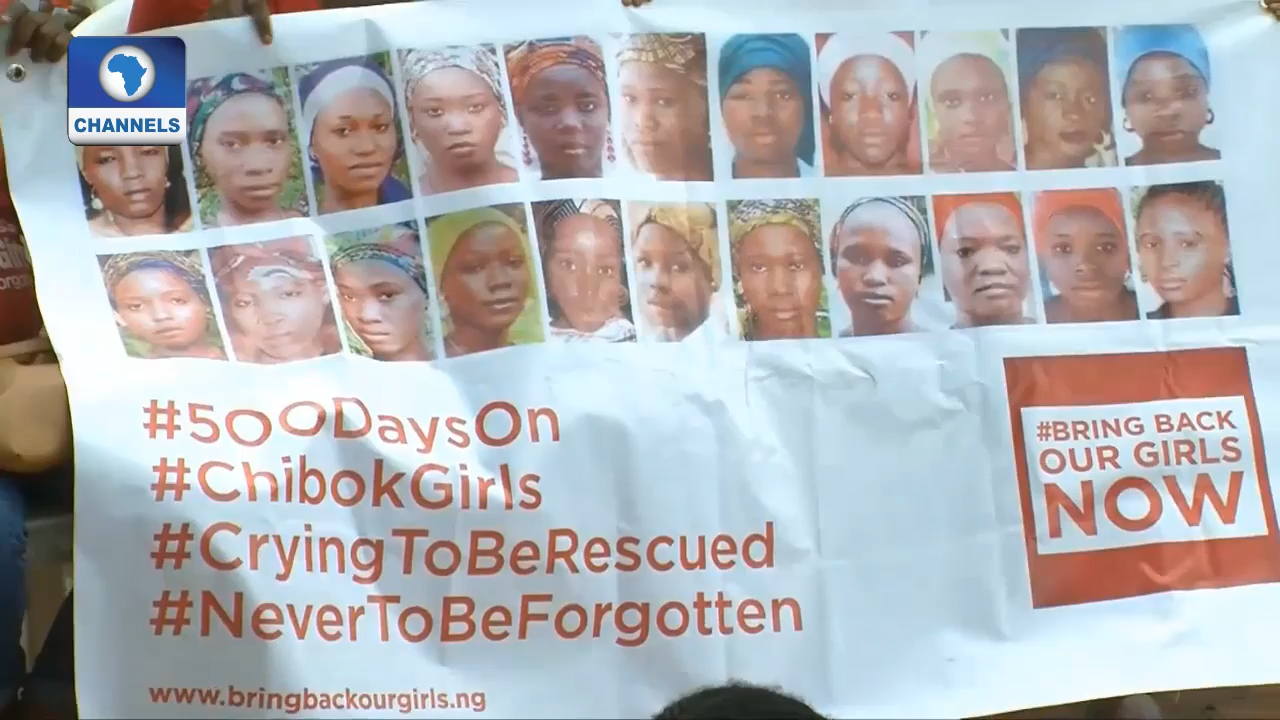 CHANNELS
#500DaysOn
#ChibokGirls
#CryingToBeRescued
#NeverToBeForgotten
www.bringbackourgirls.ng
#BRING BACK
OUR GIRLS
NOW